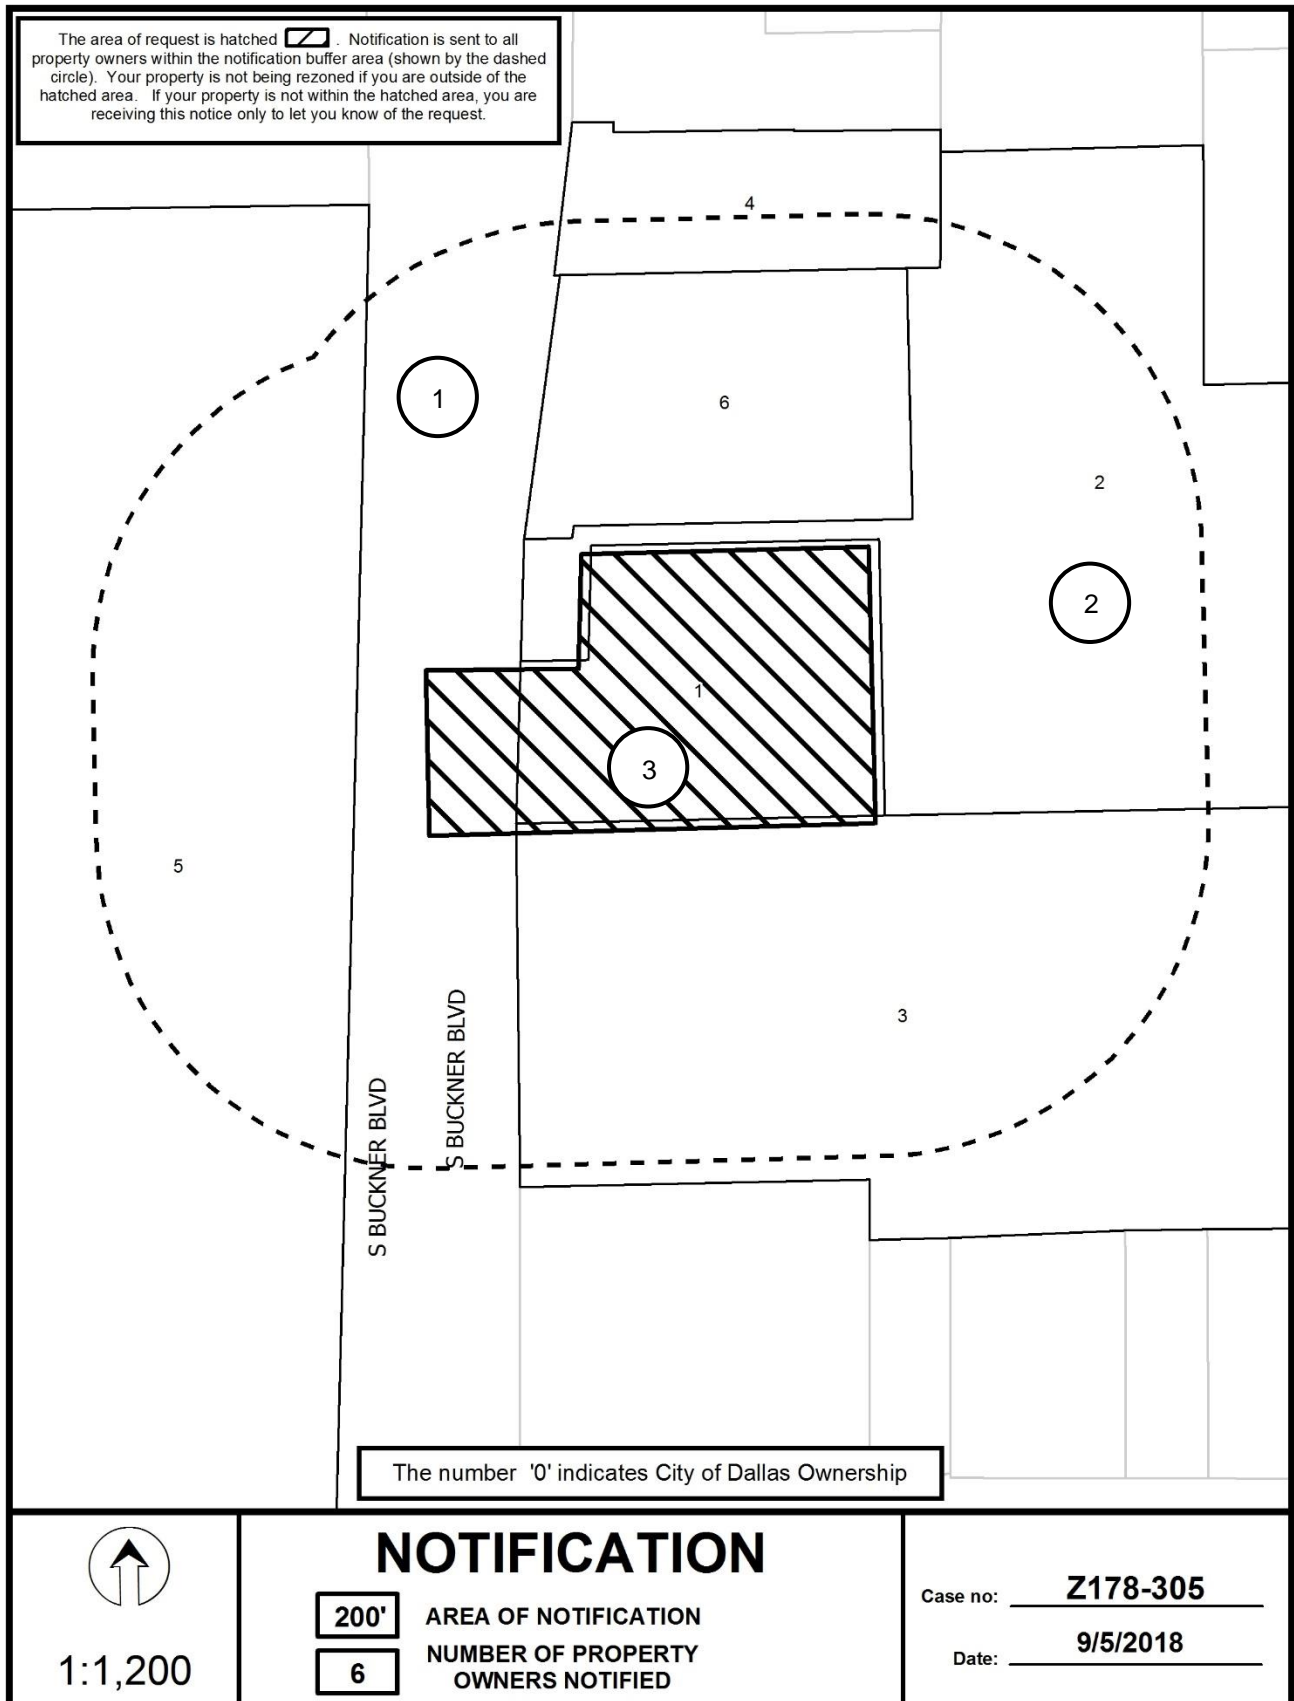 The area of request is hatched . Notification is sent to all
property owners within the notification buffer area (shown by the dashed
circle). Your property is not being rezoned if you are outside of the
hatched area. If your property is not within the hatched area, you are
receiving this notice only to let you know of the request.
4
1
6
2
2
1
3
5
3
S BUCKNER BLVD
S BUCKNER BLVD
The number '0' indicates City of Dallas Ownership
1:1,200
NOTIFICATION
200' AREA OF NOTIFICATION
6 NUMBER OF PROPERTY
OWNERS NOTIFIED
Case no: Z178-305
Date: 9/5/2018